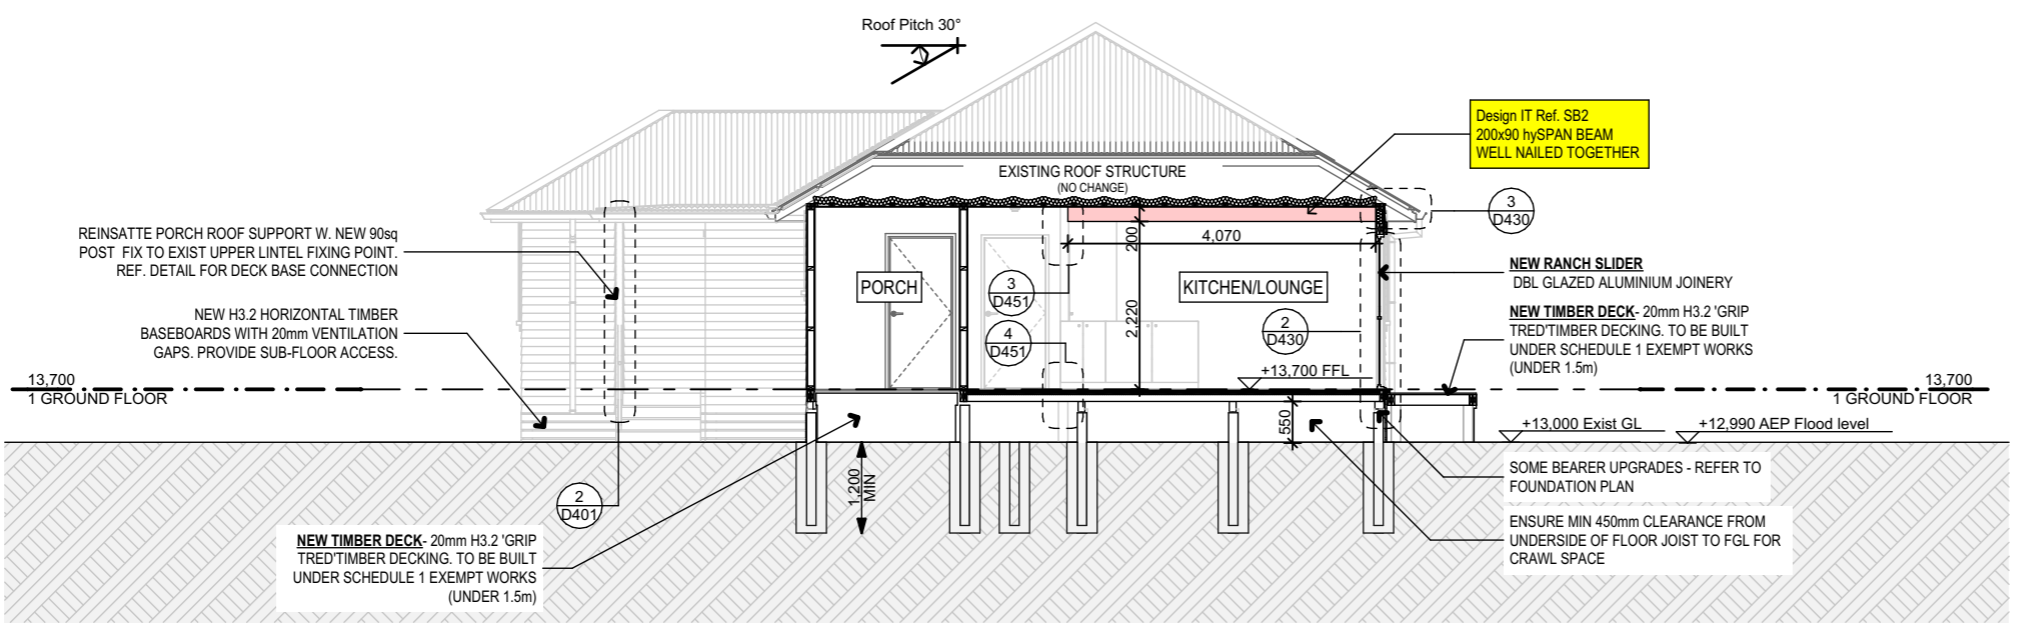 Roof Pitch 30°
Design IT Ref. SB2
200x90 hySPAN BEAM
WELL NAILED TOGETHER
EXISTING ROOF STRUCTURE
(NO CHANGE)
3
D430
REINSATTE PORCH ROOF SUPPORT W. NEW 90sq
POST FIX TO EXIST UPPER LINTEL FIXING POINT.
REF. DETAIL FOR DECK BASE CONNECTION
200
4,070
NEW RANCH SLIDER
DBL GLAZED ALUMINIUM JOINERY
PORCH
3
D451
KITCHEN/LOUNGE
NEW H3.2 HORIZONTAL TIMBER
BASEBOARDS WITH 20mm VENTILATION
GAPS. PROVIDE SUB-FLOOR ACCESS.
4
D451
2,220
2
D430
NEW TIMBER DECK- 20mm H3.2 'GRIP
TRED'TIMBER DECKING. TO BE BUILT
UNDER SCHEDULE 1 EXEMPT WORKS
(UNDER 1.5m)
13,700
1 GROUND FLOOR
+13,700 FFL
13,700
1 GROUND FLOOR
550
+13,000 Exist GL
+12,990 AEP Flood level
1,200
MIN
SOME BEARER UPGRADES - REFER TO
FOUNDATION PLAN
2
D401
ENSURE MIN 450mm CLEARANCE FROM
UNDERSIDE OF FLOOR JOIST TO FGL FOR
CRAWL SPACE
NEW TIMBER DECK- 20mm H3.2 'GRIP
TRED'TIMBER DECKING. TO BE BUILT
UNDER SCHEDULE 1 EXEMPT WORKS
(UNDER 1.5m)